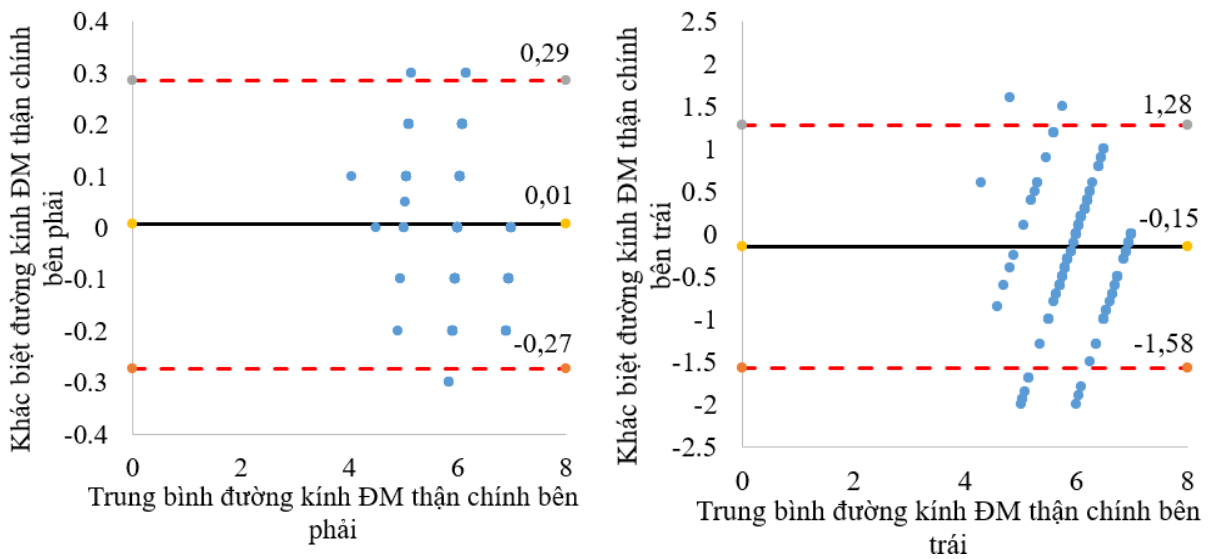 Khác biệt đường kính ĐM thận chính
bên phải
0.4
0.3
0.2
0.1
0
-0.1
-0.2
-0.3
-0.4
0,29
0,01
-0,27
0 2 4 6 8
Trung bình đường kính ĐM thận chính bên
phải
Khác biệt đường kính ĐM thận chính
bên trái
2.5
2
1.5
1
0.5
0
-0.5
-1
-1.5
-2
-2.5
1,28
-0,15
-1,58
0 2 4 6 8
Trung bình đường kính ĐM thận chính bên
trái